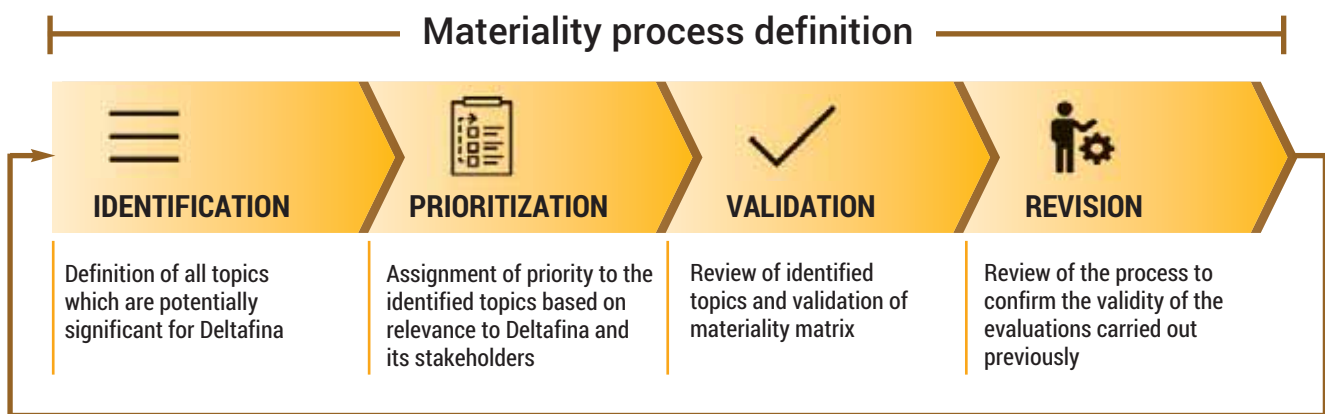 Materiality process definition
IDENTIFICATION
Definition of all topics
which are potentially
significant for Deltafina
PRIORITIZATION
Assignment of priority to the
identified topics based on
relevance to Deltafina and
its stakeholders
VALIDATION
Review of identified
topics and validation of
materiality matrix
REVISION
Review of the process to
confirm the validity of the
evaluations carried out
previously